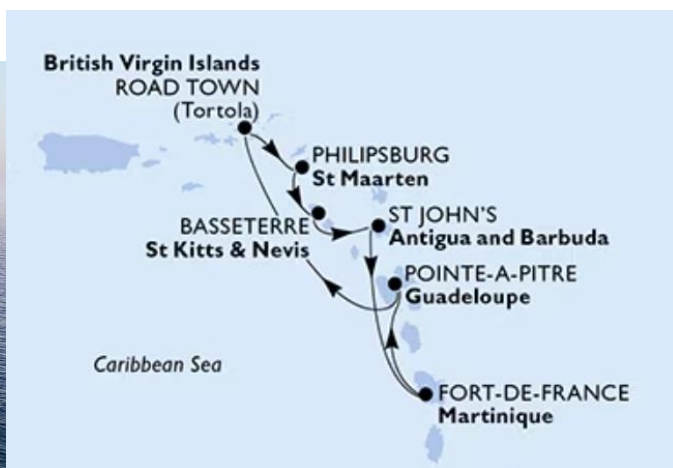 British Virgin Islands
ROAD TOWN
(Tortola)
PHILIPSBURG
St Maarten
BASSETERRE
St Kitts & Nevis
ST JOHN'S
Antigua and Barbuda
POINTE-A-PITRE
Guadeloupe
Caribbean Sea
FORT-DE-FRANCE
Martinique